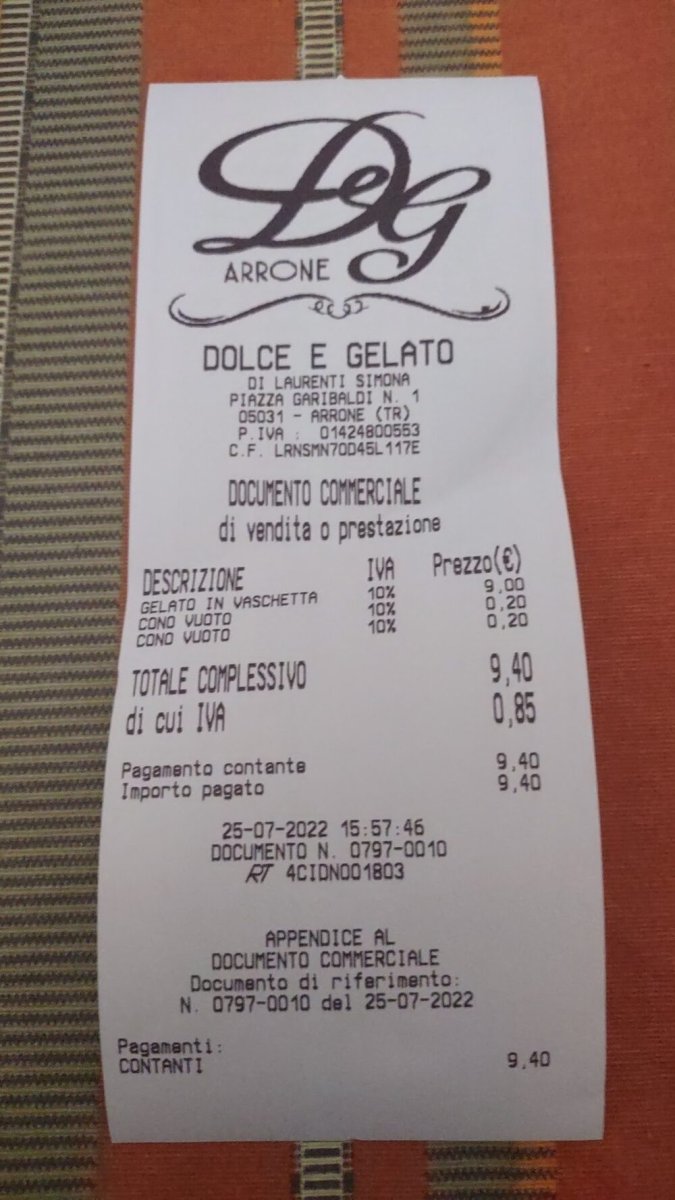 DeG
ARRONE
DOLCE E GELATO
DI LAURENTI SIMONA
PIAZZA GARIBALDI N. 1
05031 - ARRONE (TR)
P.IVA : 01424800553
C.F. LRNSMN70D45L117E
DOCUMENTO COMMERCIALE
di vendita o prestazione
DESCRIZIONE IVA Prezzo(€)
GELATO IN VASCHETTA 10% 9,00
CONO VUOTO 10% 0,20
CONO VUOTO 10% 0,20
TOTALE COMPLESSIVO 9,40
di cui IVA 0,85
Pagamento contante 9,40
Importo pagato 9,40
25-07-2022 15:57:46
DOCUMENTO N. 0797-0010
RT 4CIDN001803
APPENDICE AL
DOCUMENTO COMMERCIALE
Documento di riferimento:
N. 0797-0010 del 25-07-2022
Pagamenti:
CONTANTI 9,40